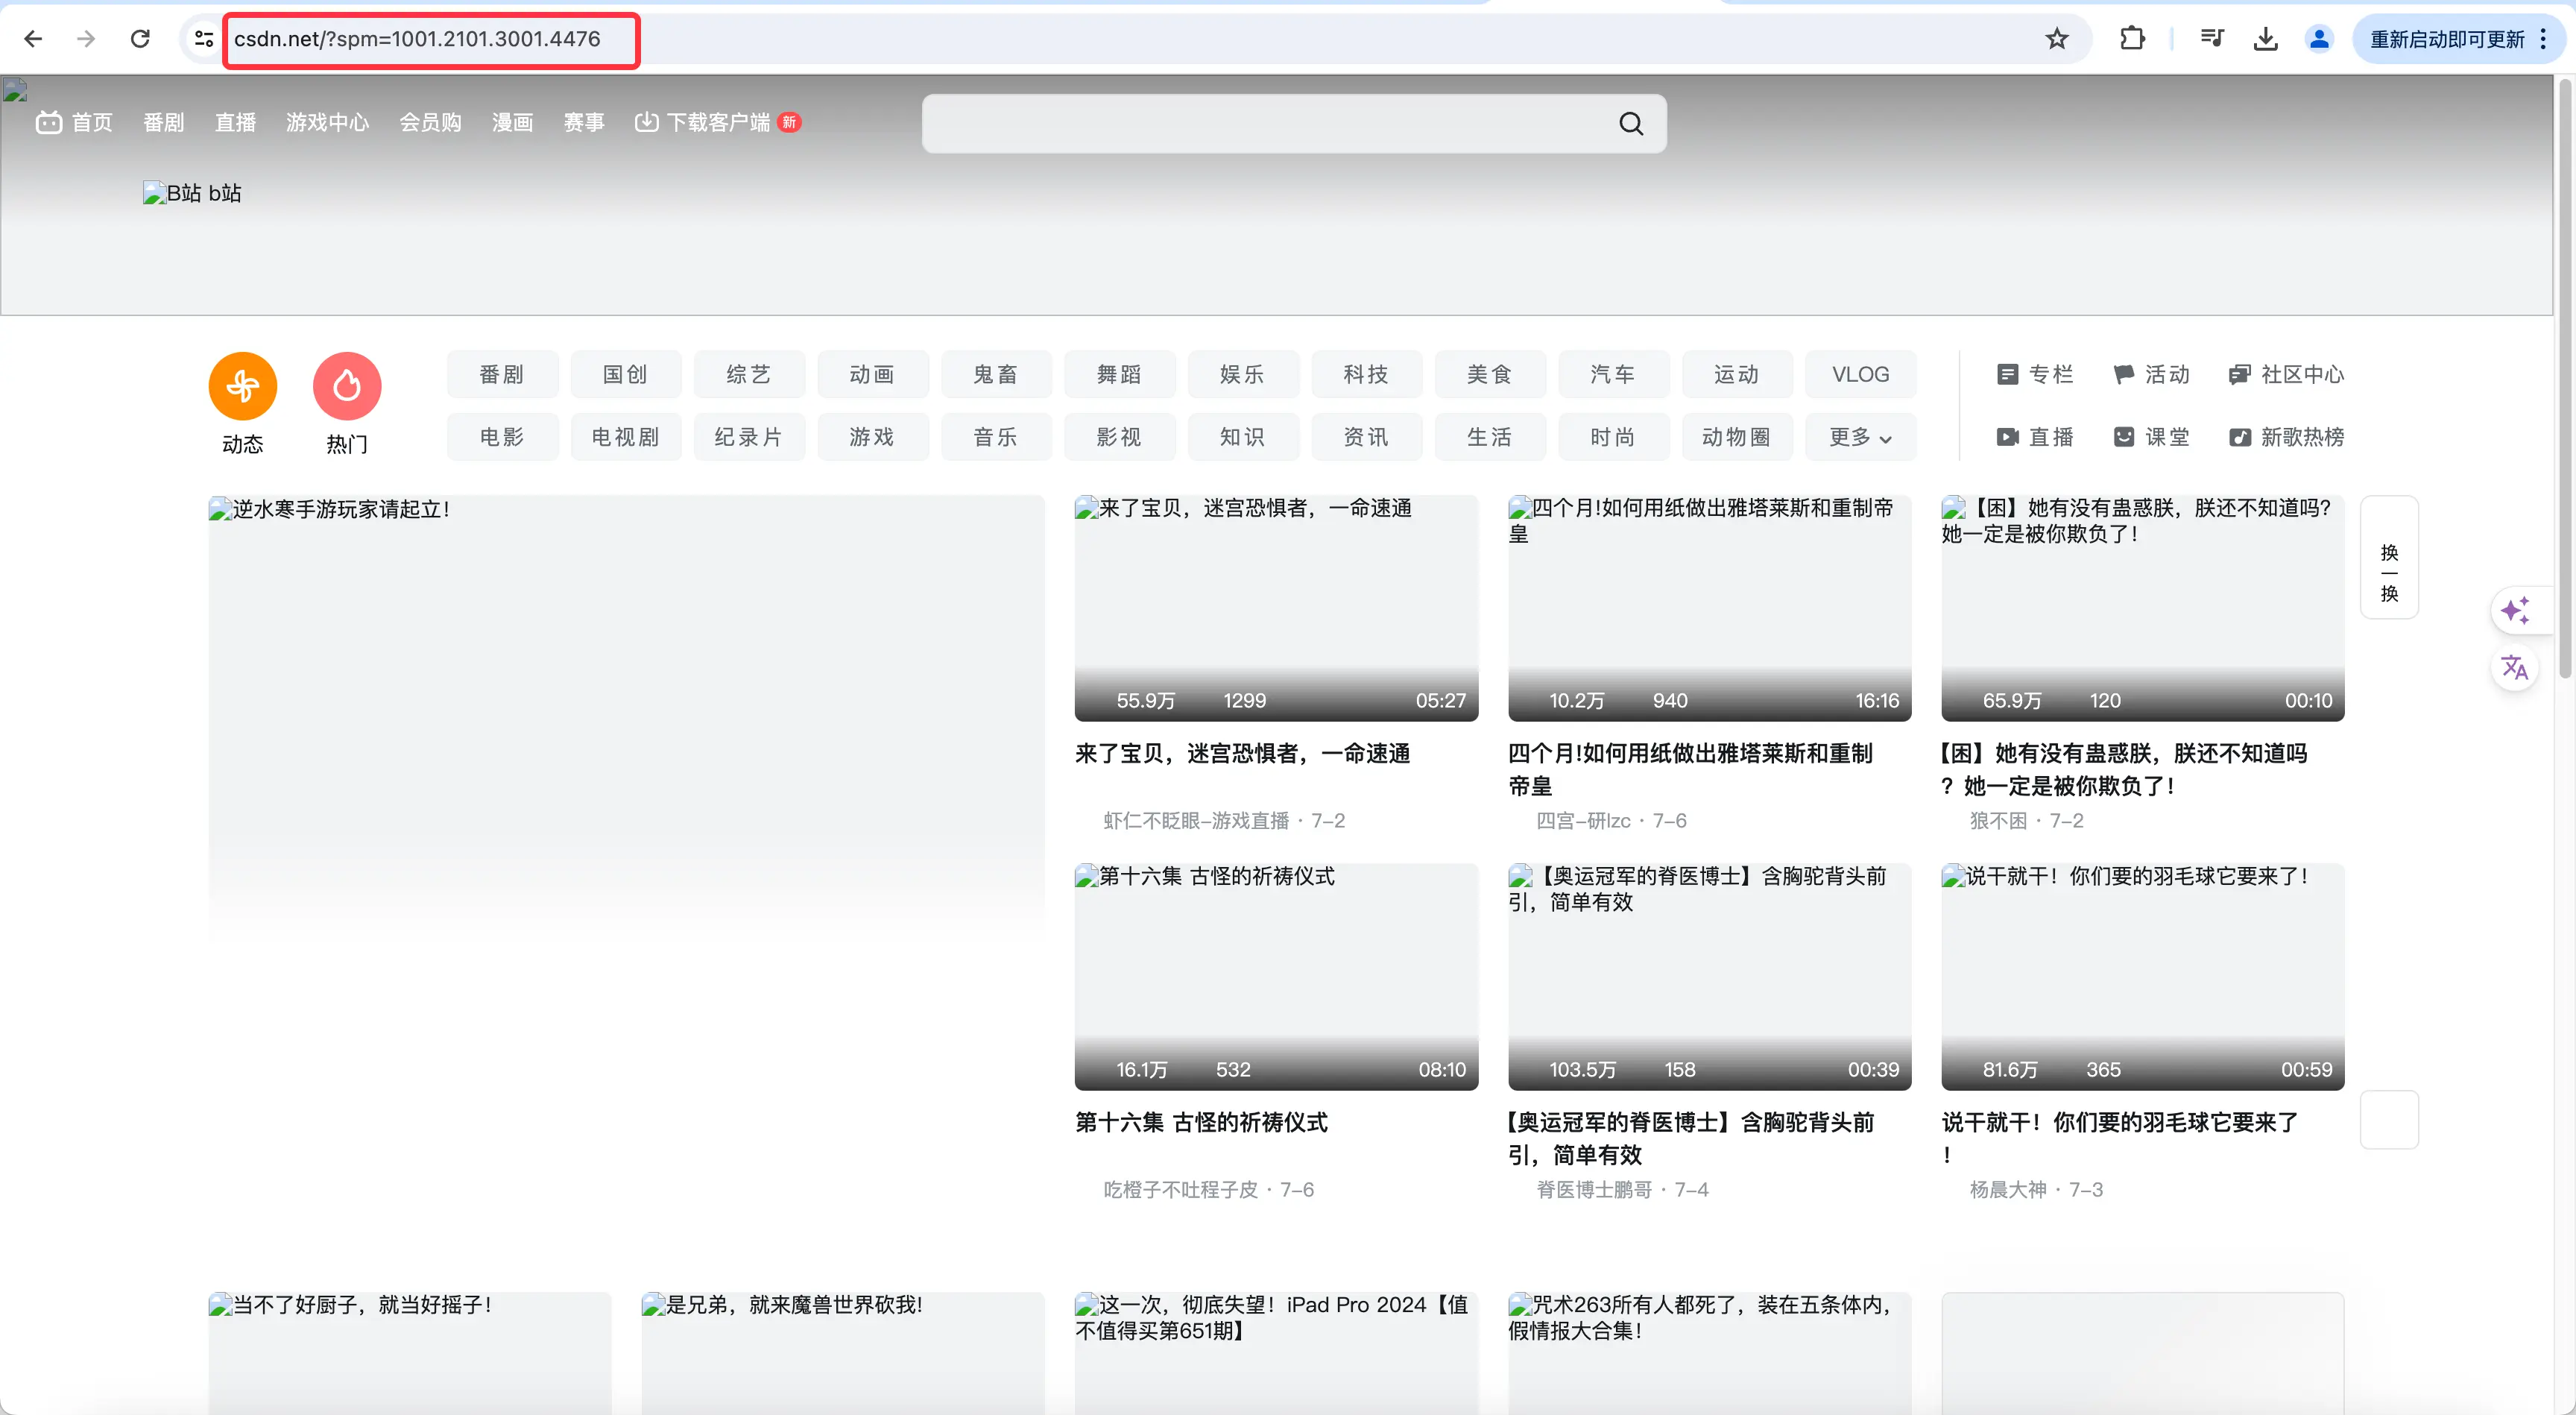 csdn.net/?spm=1001.2101.3001.4476
重新启动即可更新
首页 番剧 直播 游戏中心 会员购 漫画 赛事 下载客户端 新
B站 b站
番剧 国创 综艺 动画 鬼畜 舞蹈 娱乐 科技 美食 汽车 运动 VLOG
专栏 活动 社区中心
动态 热门
电影 电视剧 纪录片 游戏 音乐 影视 知识 资讯 生活 时尚 动物圈 更多
直播 课堂 新歌热榜
逆水寒手游玩家请起立！
来了宝贝，迷宫恐惧者，一命速通
55.9万 1299 05:27
来了宝贝，迷宫恐惧者，一命速通
虾仁不眨眼-游戏直播 · 7-2
四个月!如何用纸做出雅塔莱斯和重制帝
皇
10.2万 940 16:16
四个月!如何用纸做出雅塔莱斯和重制
帝皇
四宫-研lzc · 7-6
【困】她有没有蛊惑朕，朕还不知道吗？
她一定是被你欺负了！
65.9万 120 00:10
【困】她有没有蛊惑朕，朕还不知道吗
？她一定是被你欺负了！
狼不困 · 7-2
换
一
换
第十六集 古怪的祈祷仪式
16.1万 532 08:10
第十六集 古怪的祈祷仪式
吃橙子不吐程子皮 · 7-6
【奥运冠军的脊医博士】含胸驼背头前
引，简单有效
103.5万 158 00:39
【奥运冠军的脊医博士】含胸驼背头前
引，简单有效
脊医博士鹏哥 · 7-4
说干就干！你们要的羽毛球它要来了！
81.6万 365 00:59
说干就干！你们要的羽毛球它要来了
！
杨晨大神 · 7-3
当不了好厨子，就当好摇子！
是兄弟，就来魔兽世界砍我!
这一次，彻底失望！iPad Pro 2024【值
不值得买第651期】
咒术263所有人都死了，装在五条体内，
假情报大合集！